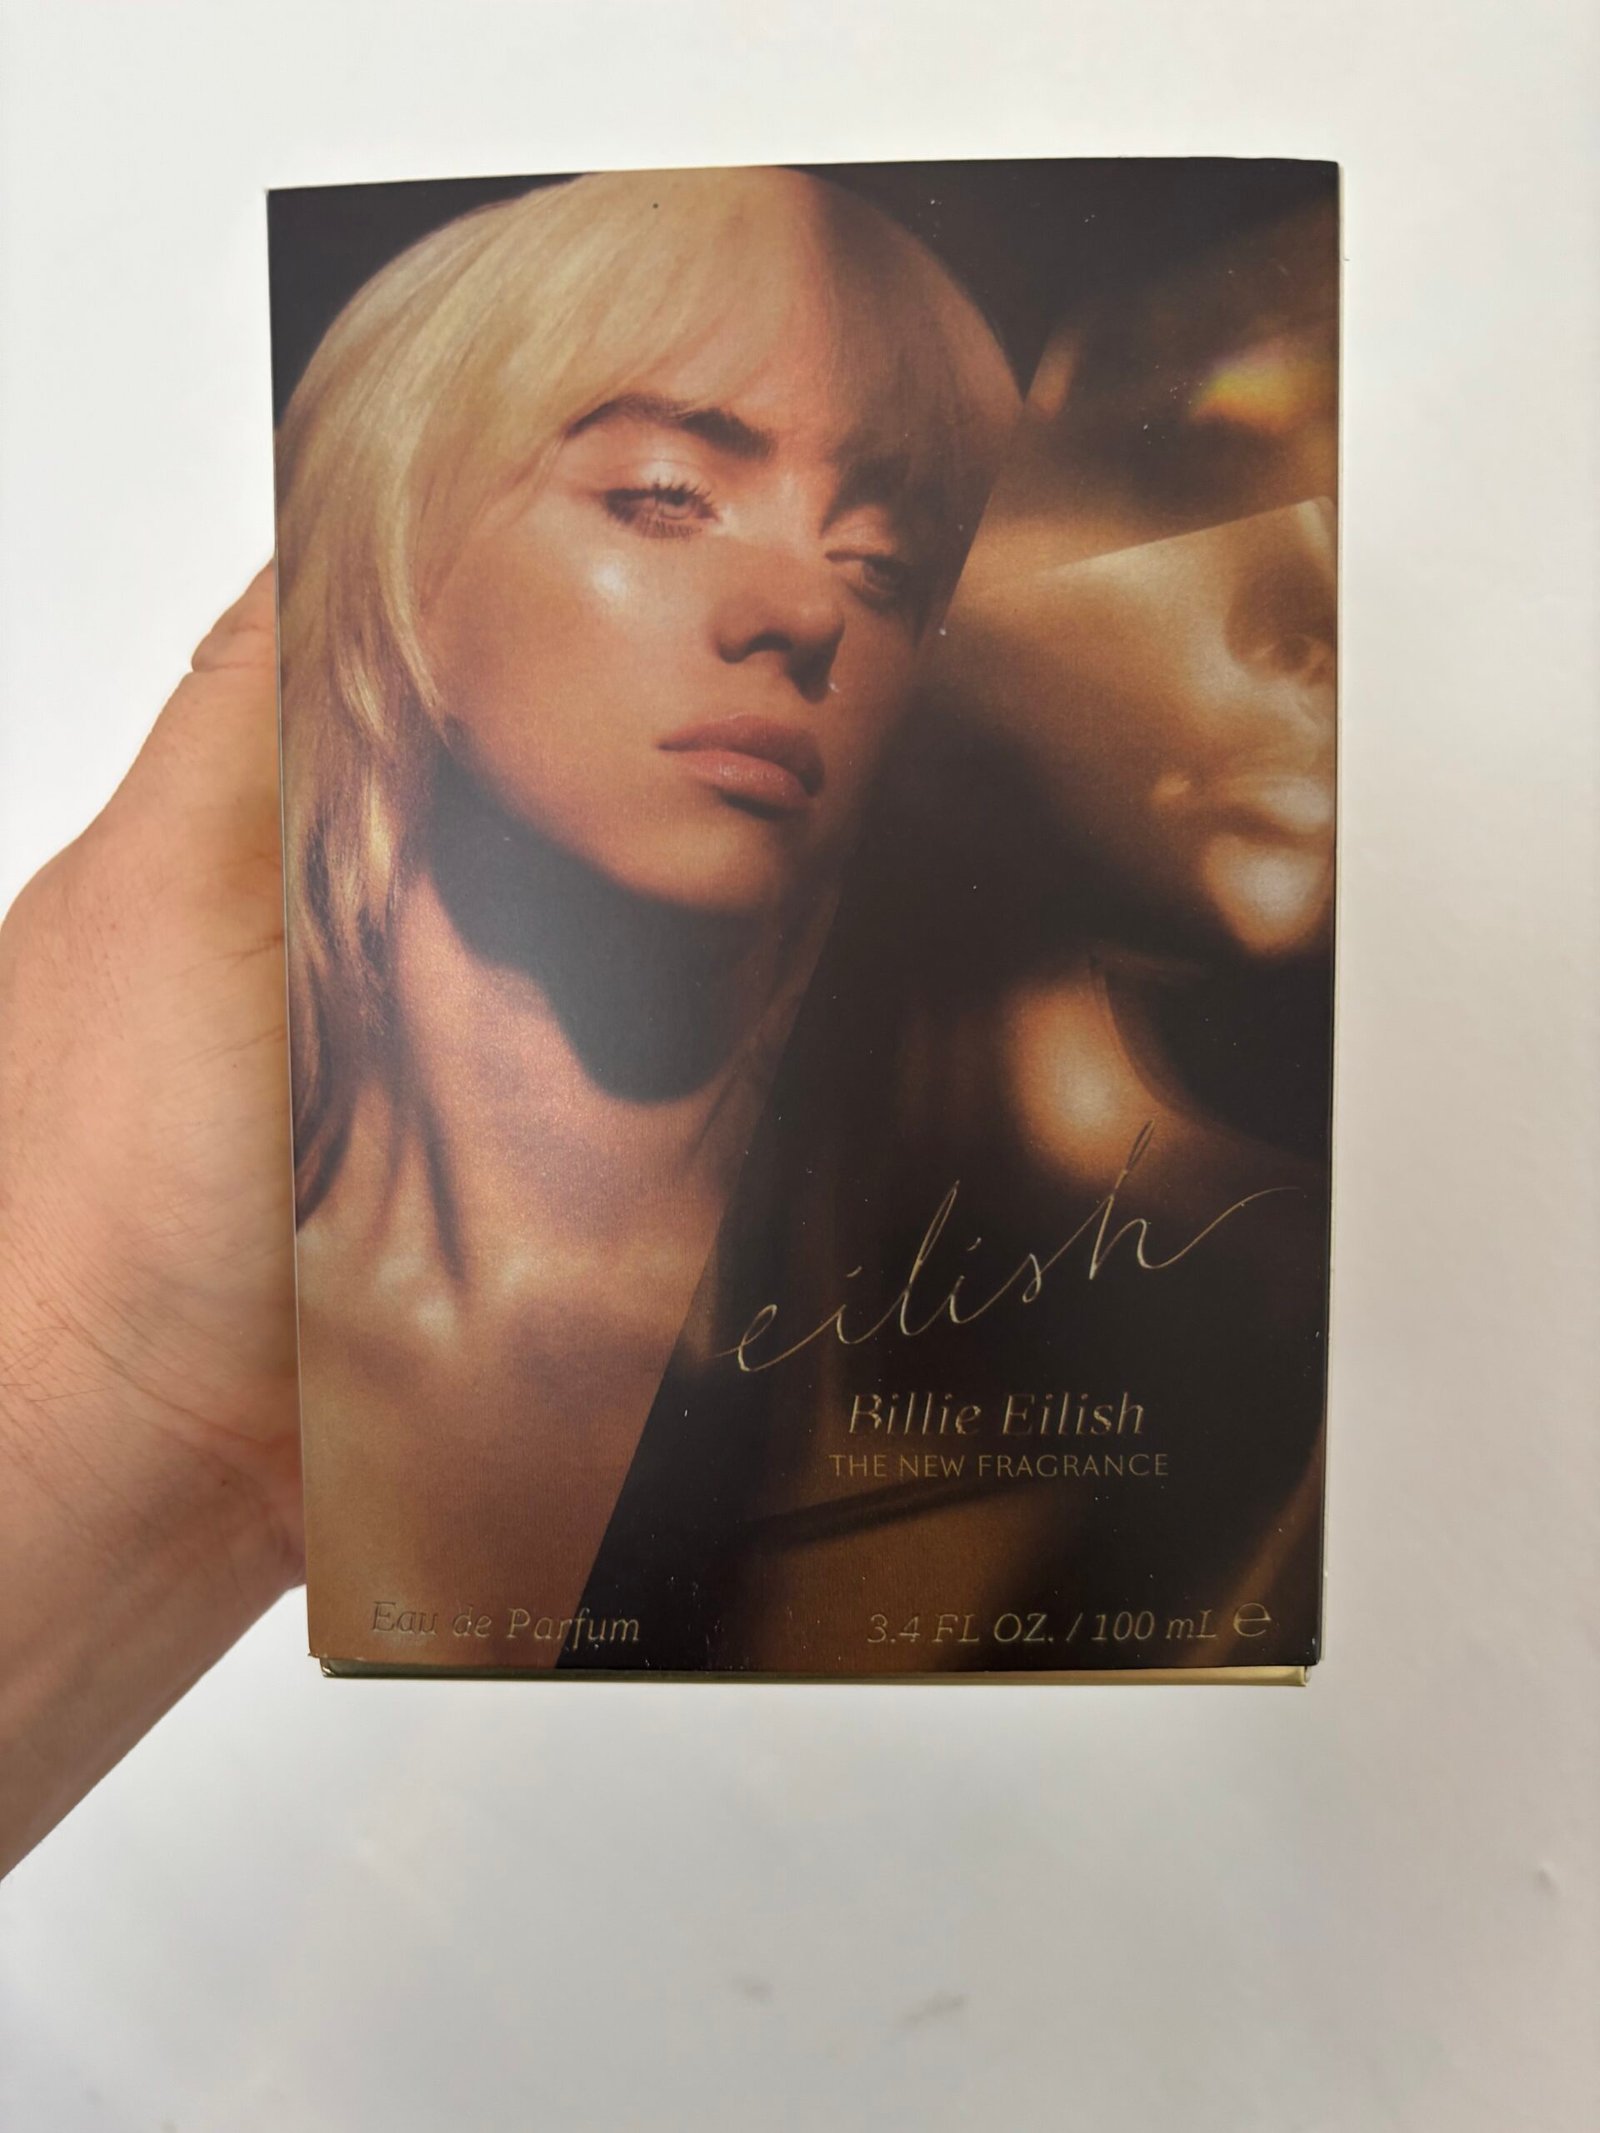 eilish
Billie Eilish
THE NEW FRAGRANCE
Eau de Parfum
3.4 FL OZ. / 100 mL ℮